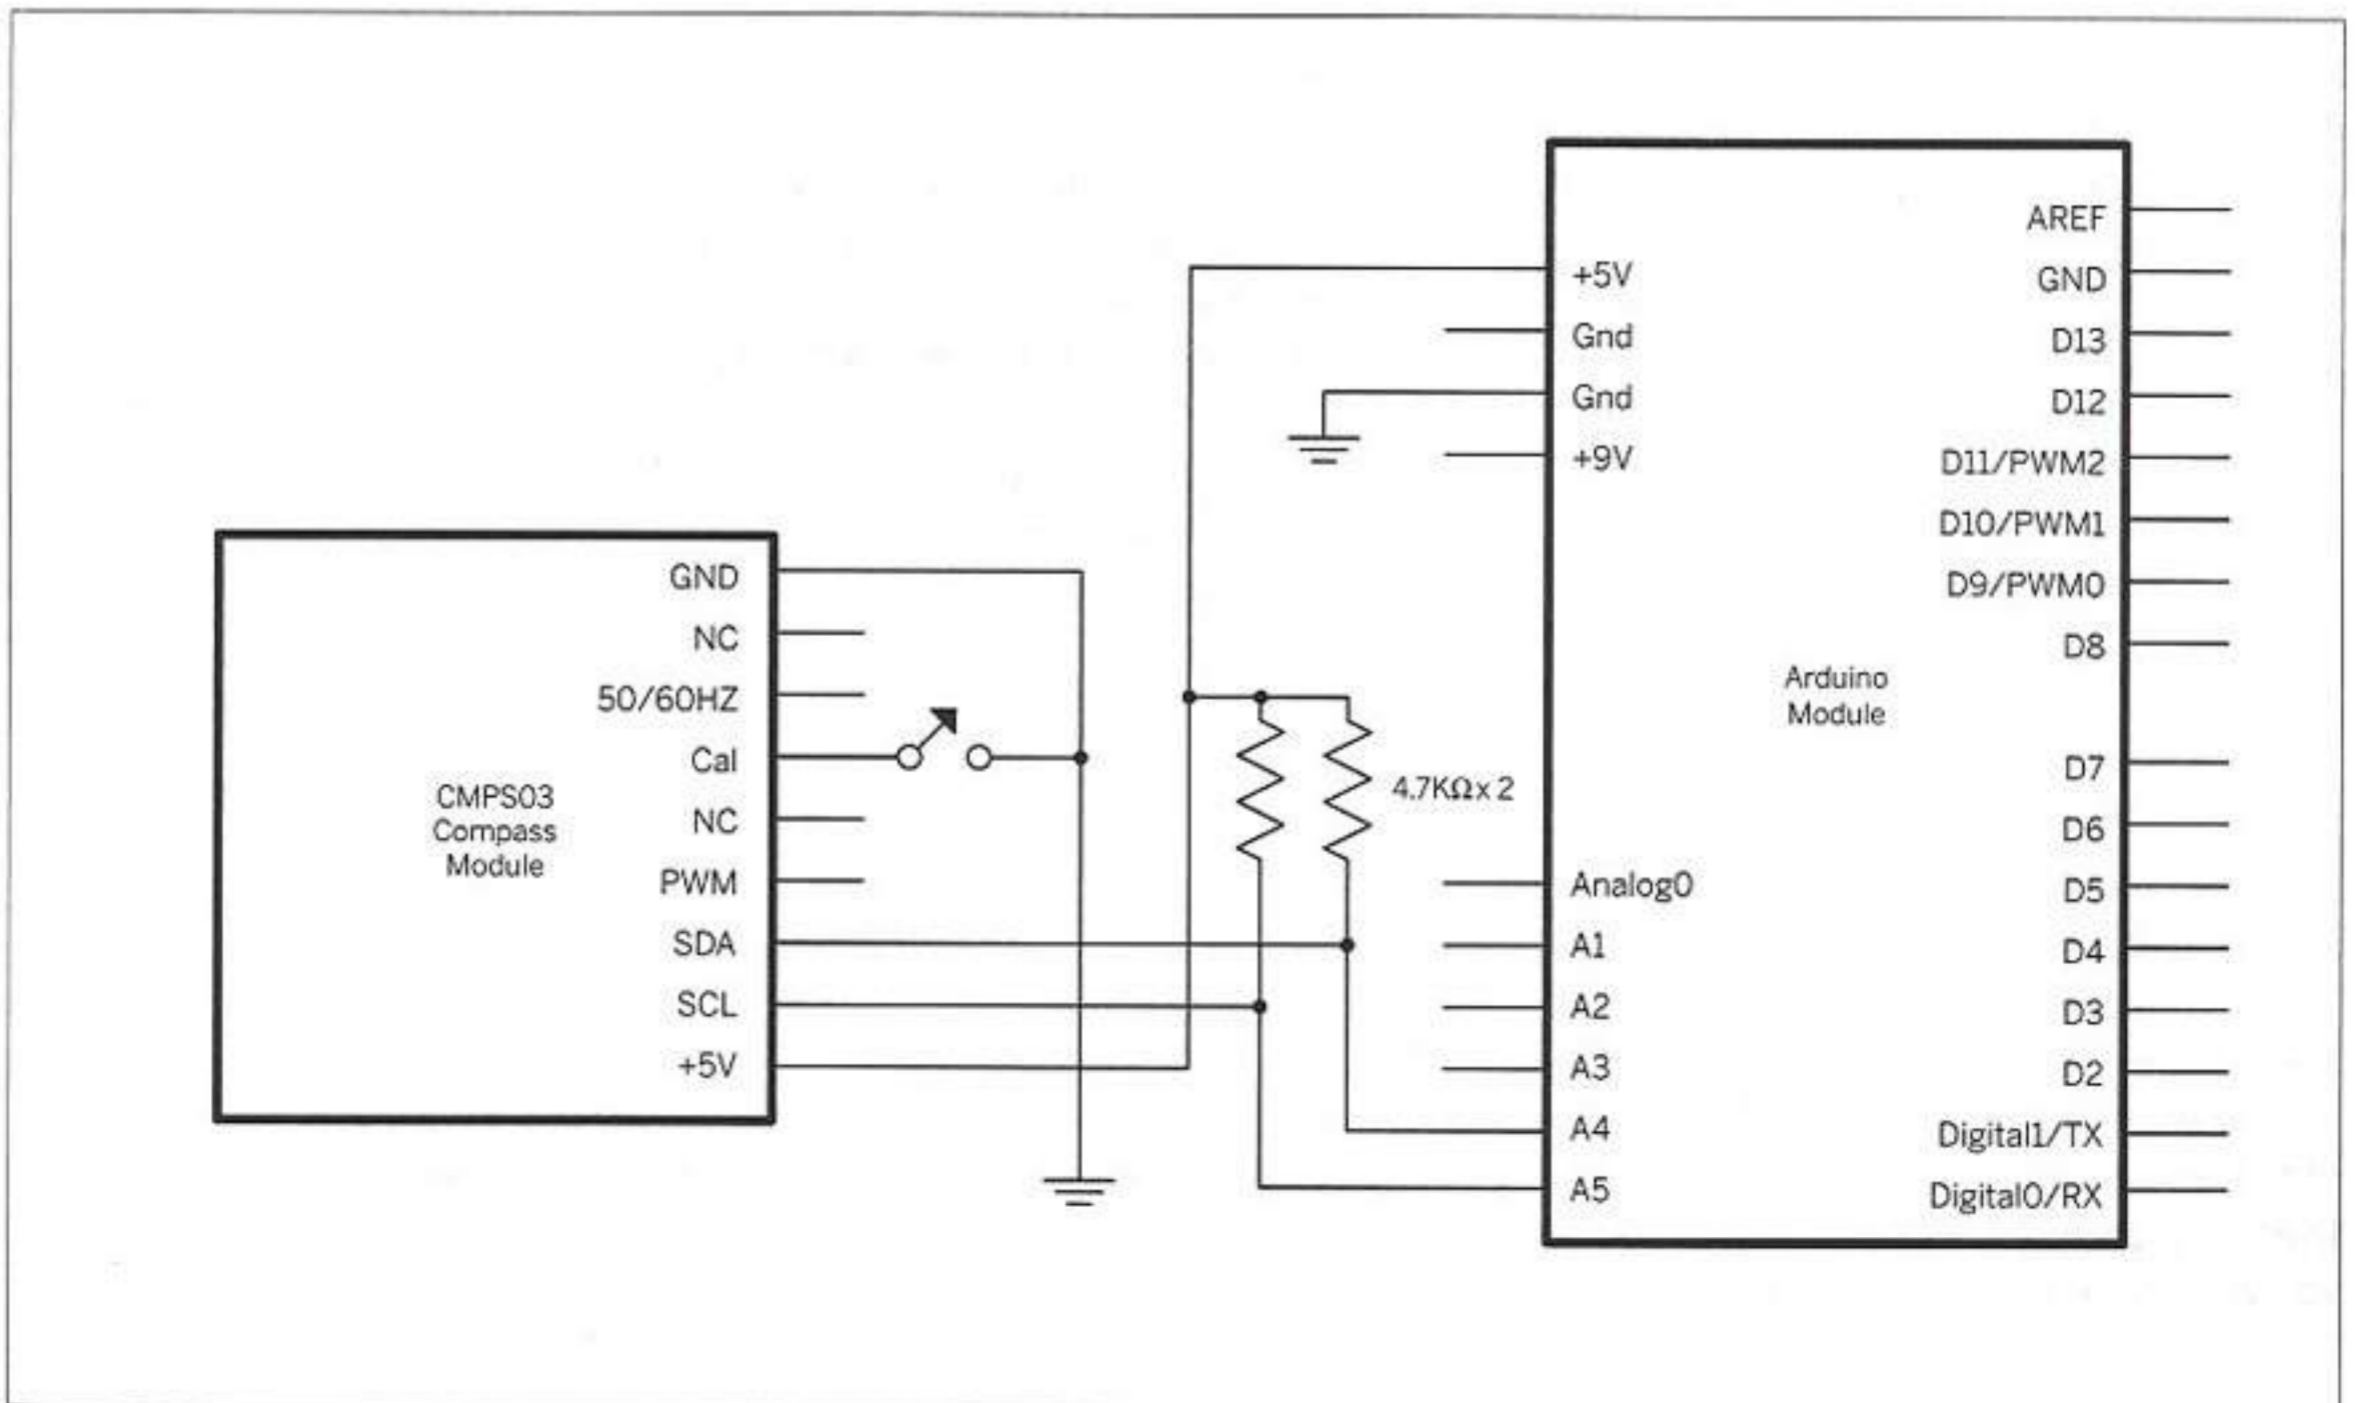 GND
NC
50/60HZ
Cal
NC
PWM
SDA
SCL
+5V
CMPS03
Compass
Module
4.7KΩx2
+5V
Gnd
Gnd
+9V
Analog0
A1
A2
A3
A4
A5
Arduino
Module
AREF
GND
D13
D12
D11/PWM2
D10/PWM1
D9/PWM0
D8
D7
D6
D5
D4
D3
D2
Digital1/TX
Digital0/RX